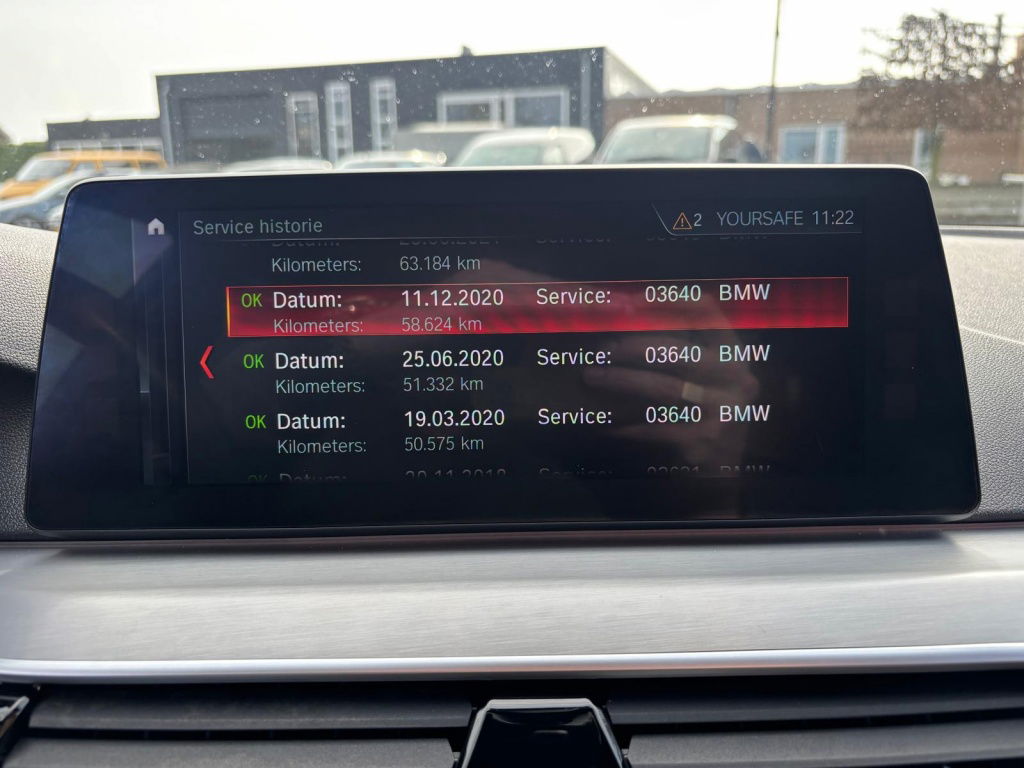 Service historie
2 YOURSAFE 11:22
Kilometers: 63.184 km
OK Datum: 11.12.2020 Service: 03640 BMW
Kilometers: 58.624 km
OK Datum: 25.06.2020 Service: 03640 BMW
Kilometers: 51.332 km
OK Datum: 19.03.2020 Service: 03640 BMW
Kilometers: 50.575 km